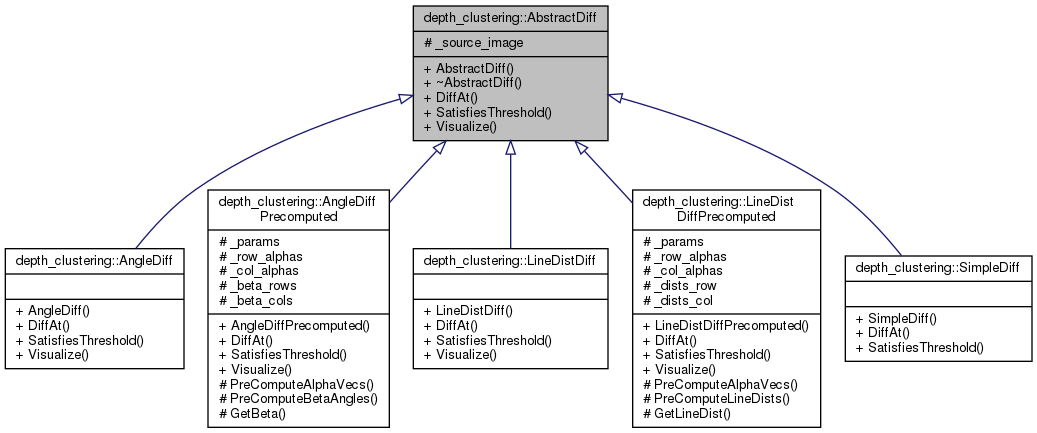 depth_clustering::AbstractDiff
# _source_image
+ AbstractDiff()
+ ~AbstractDiff()
+ DiffAt()
+ SatisfiesThreshold()
+ Visualize()
depth_clustering::AngleDiff
+ AngleDiff()
+ DiffAt()
+ SatisfiesThreshold()
+ Visualize()
depth_clustering::AngleDiff
Precomputed
# _params
# _row_alphas
# _col_alphas
# _beta_rows
# _beta_cols
+ AngleDiffPrecomputed()
+ DiffAt()
+ SatisfiesThreshold()
+ Visualize()
# PreComputeAlphaVecs()
# PreComputeBetaAngles()
# GetBeta()
depth_clustering::LineDistDiff
+ LineDistDiff()
+ DiffAt()
+ SatisfiesThreshold()
+ Visualize()
depth_clustering::LineDist
DiffPrecomputed
# _params
# _row_alphas
# _col_alphas
# _dists_row
# _dists_col
+ LineDistDiffPrecomputed()
+ DiffAt()
+ SatisfiesThreshold()
+ Visualize()
# PreComputeAlphaVecs()
# PreComputeLineDists()
# GetLineDist()
depth_clustering::SimpleDiff
+ SimpleDiff()
+ DiffAt()
+ SatisfiesThreshold()